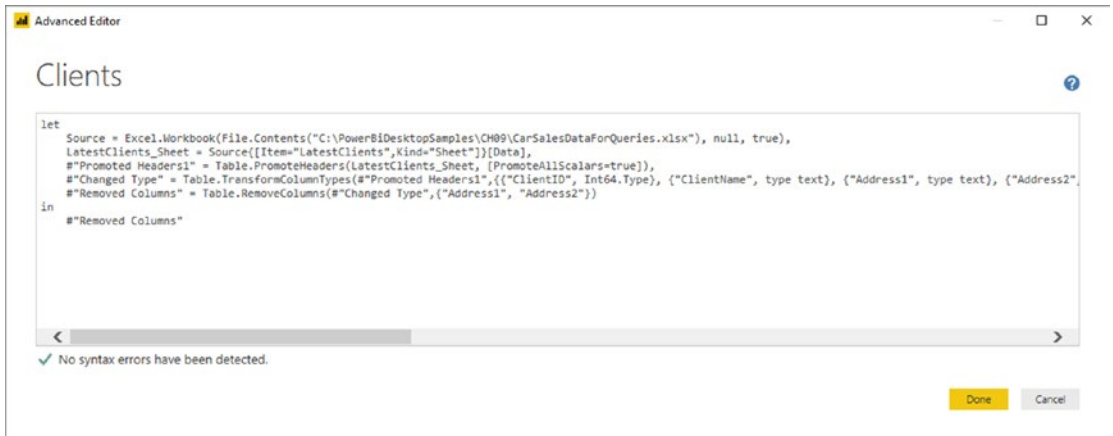 Advanced Editor
Clients
let
Source = Excel.Workbook(File.Contents("C:\PowerBiDesktopSamples\CH09\CarSalesDataForQueries.xlsx"), null, true),
LatestClients_Sheet = Source{[Item="LatestClients",Kind="Sheet"]}[Data],
#"Promoted Headers1" = Table.PromoteHeaders(LatestClients_Sheet, [PromoteAllScalars=true]),
#"Changed Type" = Table.TransformColumnTypes(#"Promoted Headers1",{{"ClientID", Int64.Type}, {"ClientName", type text}, {"Address1", type text}, {"Address2",
#"Removed Columns" = Table.RemoveColumns(#"Changed Type",{"Address1", "Address2"})
in
#"Removed Columns"
No syntax errors have been detected.
Done Cancel